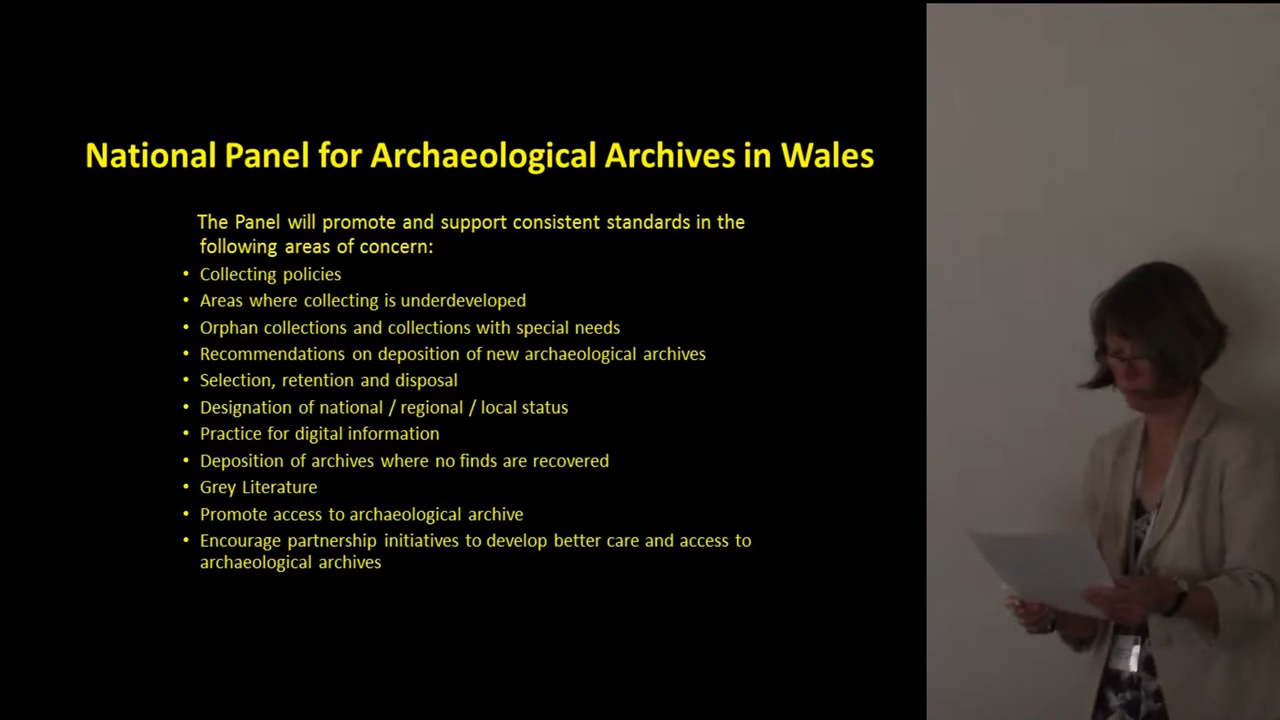 National Panel for Archaeological Archives in Wales
The Panel will promote and support consistent standards in the
following areas of concern:
• Collecting policies
• Areas where collecting is underdeveloped
• Orphan collections and collections with special needs
• Recommendations on deposition of new archaeological archives
• Selection, retention and disposal
• Designation of national / regional / local status
• Practice for digital information
• Deposition of archives where no finds are recovered
• Grey Literature
• Promote access to archaeological archive
• Encourage partnership initiatives to develop better care and access to
archaeological archives